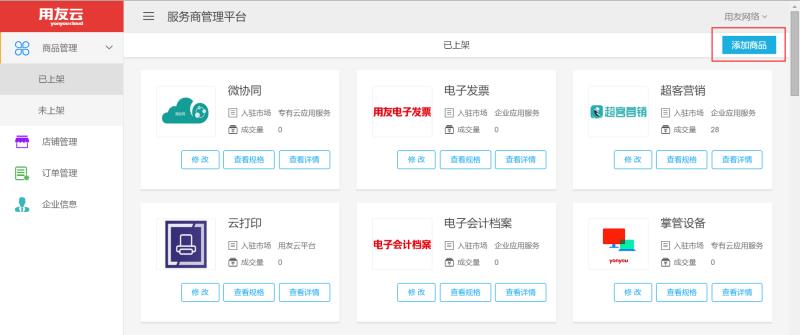 用友云
yonyoucloud
服务商管理平台
用友网络
商品管理
已上架
未上架
店铺管理
订单管理
企业信息
已上架
添加商品
微协同
微协同
入驻市场 专有云应用服务
成交量 0
修改 查看规格 查看详情
用友电子发票
电子发票
入驻市场 企业应用服务
成交量 0
修改 查看规格 查看详情
超客营销
超客营销
入驻市场 企业应用服务
成交量 28
修改 查看规格 查看详情
云打印
入驻市场 用友云平台
成交量 0
修改 查看规格 查看详情
电子会计档案
电子会计档案
入驻市场 企业应用服务
成交量 0
修改 查看规格 查看详情
yonyou
掌管设备
入驻市场 专有云应用服务
成交量 0
修改 查看规格 查看详情